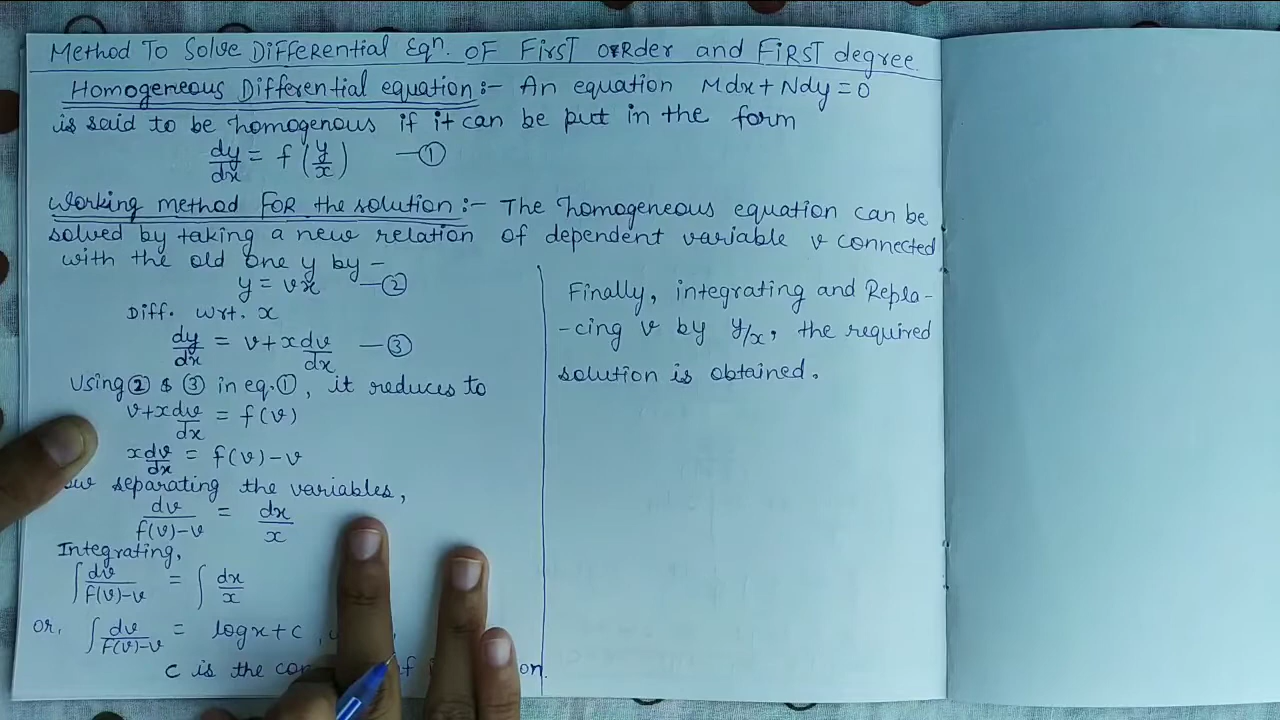 Method To Solve Differential Eqn. OF First ORder and FiRST degree
Homogeneous Differential equation :- An equation Mdx + Ndy = 0
is said to be homogenous if it can be put in the form
dy/dx = f(y/x) —①
Working method FOR the solution :- The homogeneous equation can be
solved by taking a new relation of dependent variable v connected
with the old one y by -
y = vx —②
Diff. wrt. x
dy/dx = v + x dv/dx —③
Using ② & ③ in eq.①, it reduces to
v + x dv/dx = f(v)
x dv/dx = f(v) - v
separating the variables,
dv/f(v)-v = dx/x
Integrating,
∫ dv/f(v)-v = ∫ dx/x
or, ∫ dv/F(v)-v = log x + c ,
c is the
Finally, integrating and Repla-
-cing v by y/x, the required
solution is obtained.